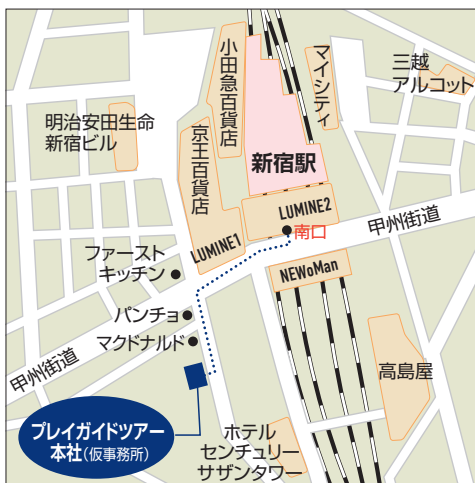 小田急百貨店
マイシティ
三越
アルコット
明治安田生命
新宿ビル
京王百貨店
新宿駅
LUMINE2
LUMINE1
南口
甲州街道
NEWoMan
ファースト
キッチン
パンチョ
マクドナルド
甲州街道
高島屋
プレイガイドツアー
本社(仮事務所)
ホテル
センチュリー
サザンタワー